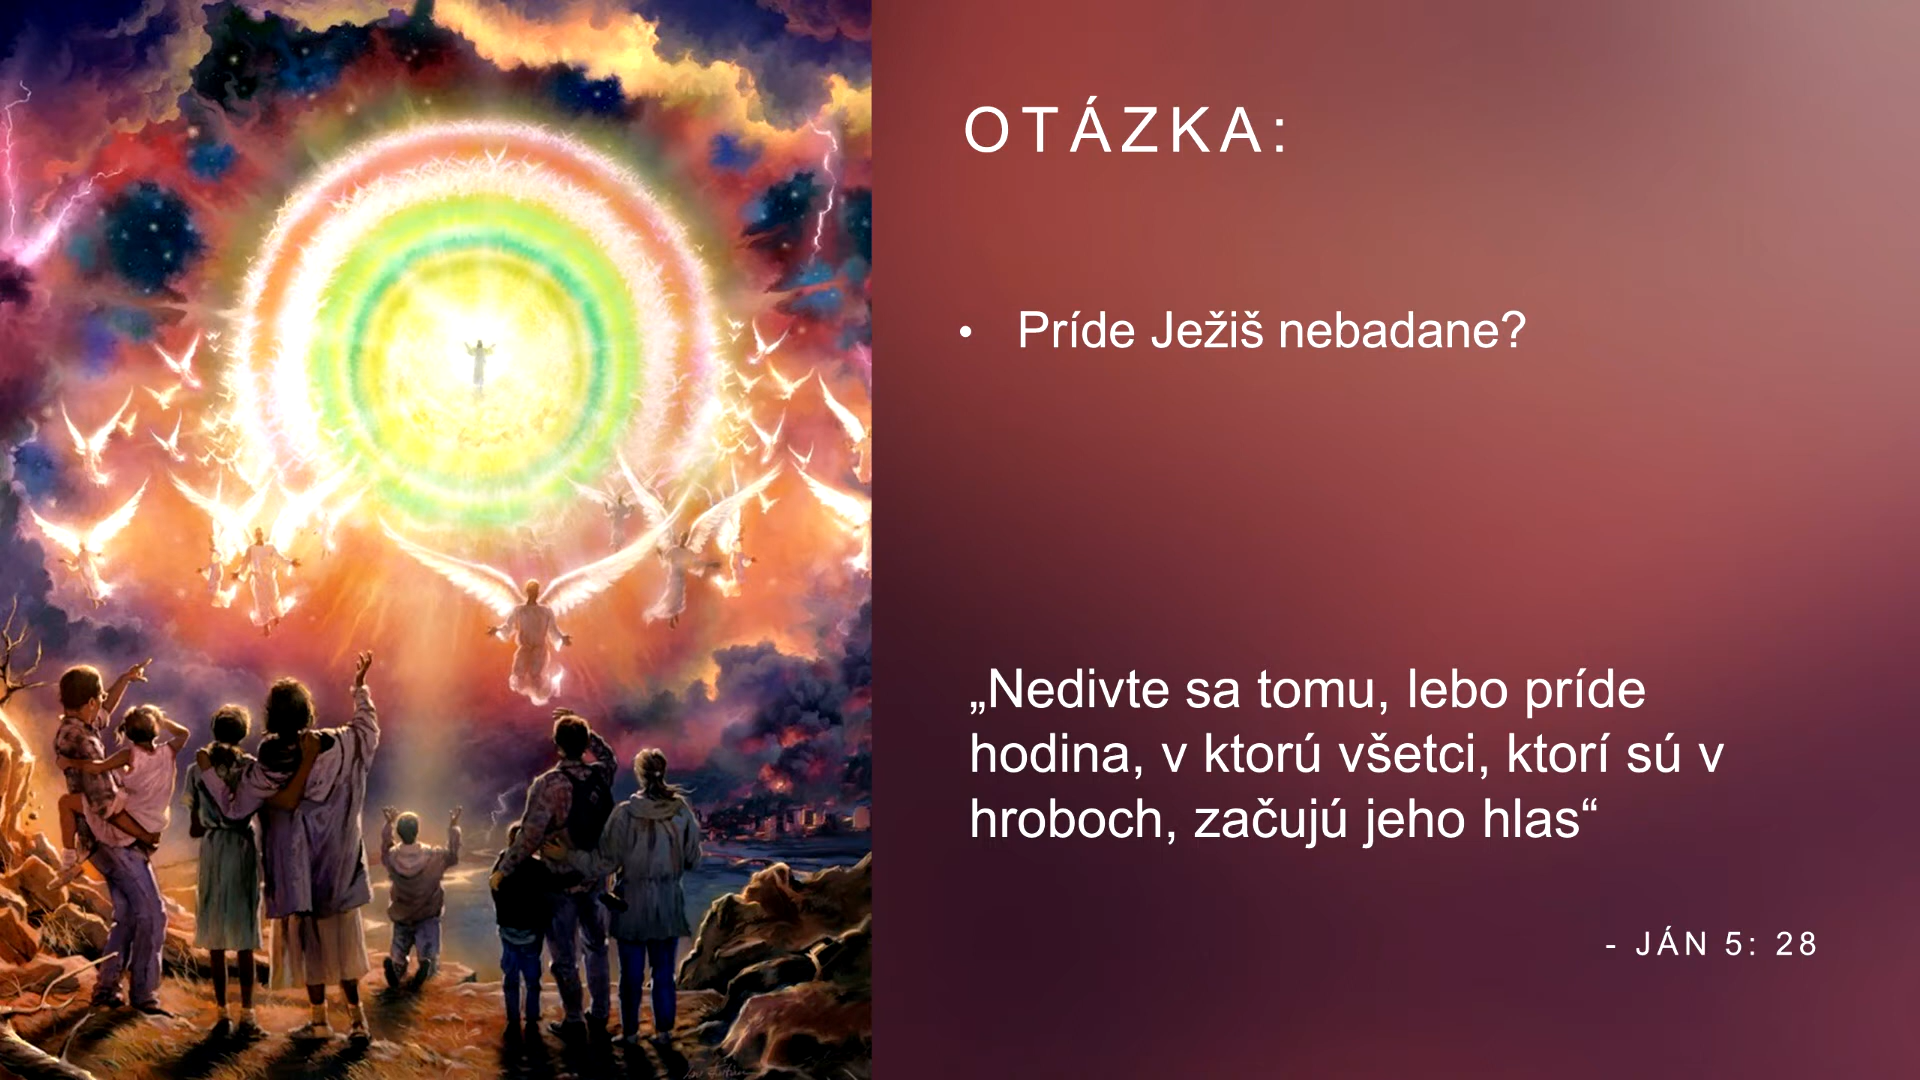 OTÁZKA:
• Príde Ježiš nebadane?
„Nedivte sa tomu, lebo príde
hodina, v ktorú všetci, ktorí sú v
hroboch, začujú jeho hlas“
- JÁN 5: 28